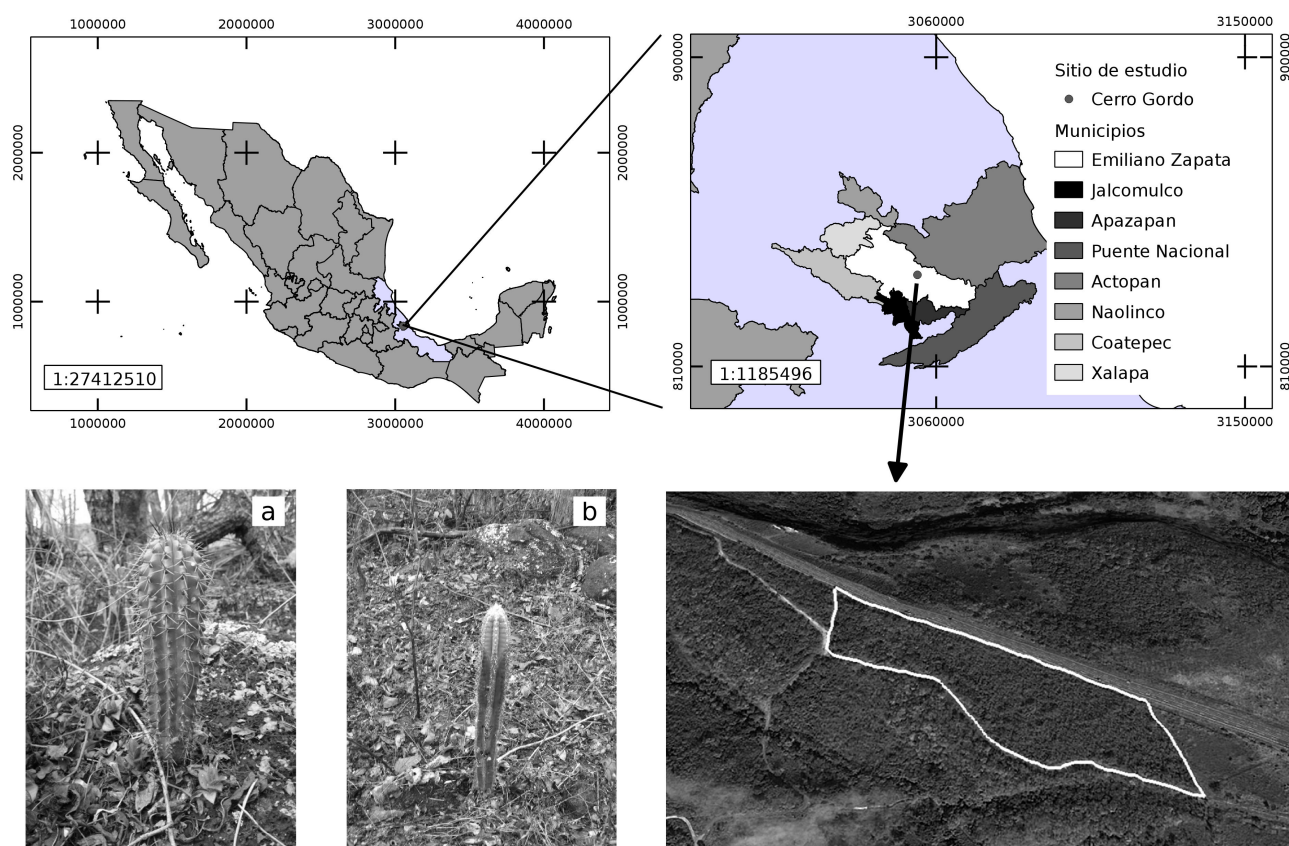 1000000
2000000
3000000
4000000
2000000
1000000
2000000
1000000
1:27412510
1000000
2000000
3000000
4000000
3060000
3150000
900000
810000
900000
810000
Sitio de estudio
Cerro Gordo
Municipios
Emiliano Zapata
Jalcomulco
Apazapan
Puente Nacional
Actopan
Naolinco
Coatepec
Xalapa
1:1185496
3060000
3150000
a
b